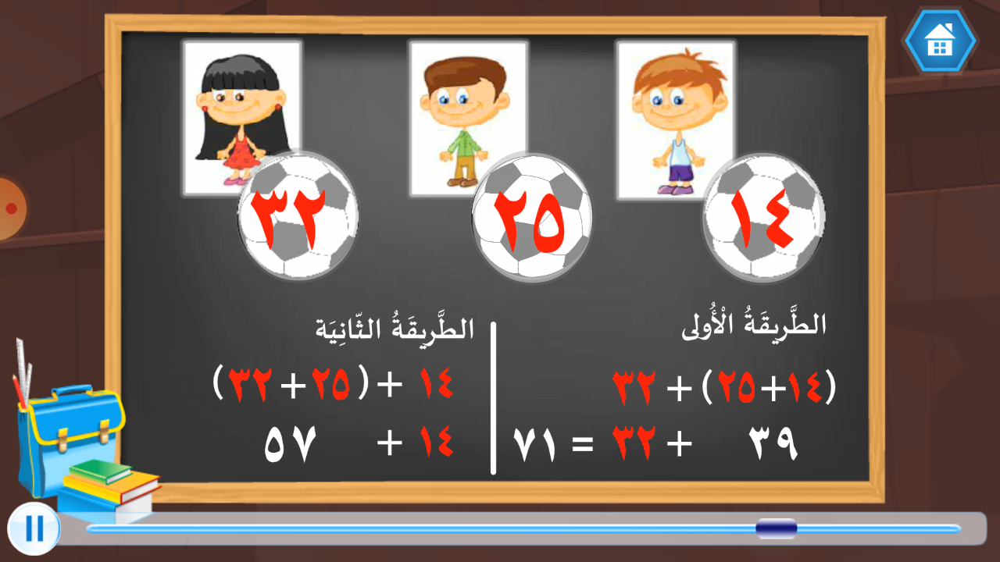 ١٤ ٢٥ ٣٢
الطَّرِيقَةُ الْأُولى
(١٤+٢٥) + ٣٢
٣٩ + ٣٢ = ٧١
الطَّرِيقَةُ الثّانِيَة
١٤ + (٢٥+٣٢)
١٤ + ٥٧